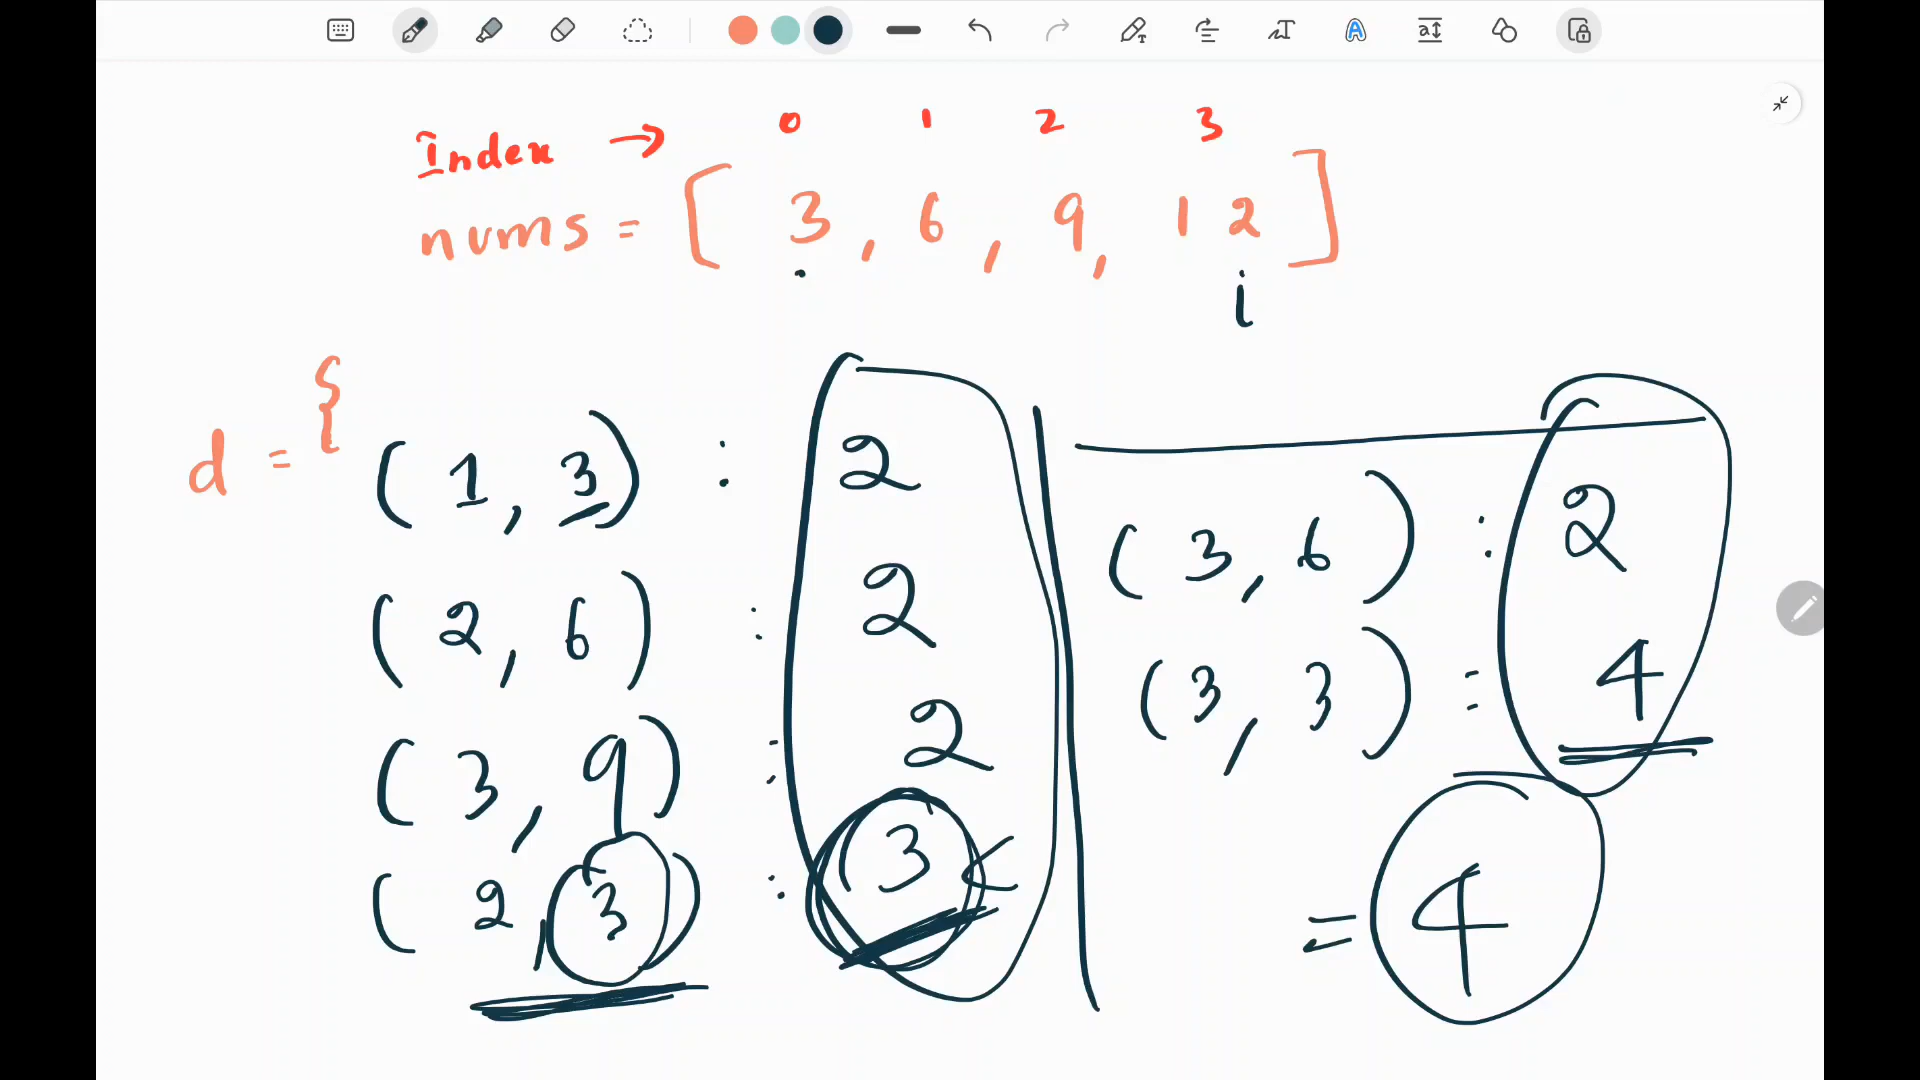 0 1 2 3
Index →
nums = [ 3 , 6 , 9, 12 ]
i
d = {
( 1 , 3 ) : 2
( 2 , 6 ) : 2
( 3 , 9 ) : 2
( 2 , 3 ) : 3
( 3 , 6 ) : 2
( 3 , 3 ) = 4
= 4